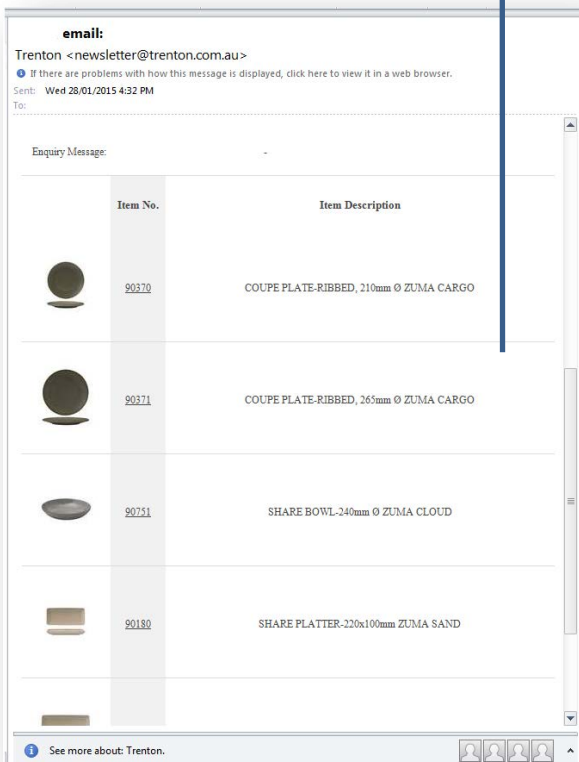 email:
Trenton <newsletter@trenton.com.au>
If there are problems with how this message is displayed, click here to view it in a web browser.
Sent: Wed 28/01/2015 4:32 PM
To:
Enquiry Message: -
Item No. Item Description
90370 COUPE PLATE-RIBBED, 210mm Ø ZUMA CARGO
90371 COUPE PLATE-RIBBED, 265mm Ø ZUMA CARGO
90751 SHARE BOWL-240mm Ø ZUMA CLOUD
90180 SHARE PLATTER-220x100mm ZUMA SAND
See more about: Trenton.